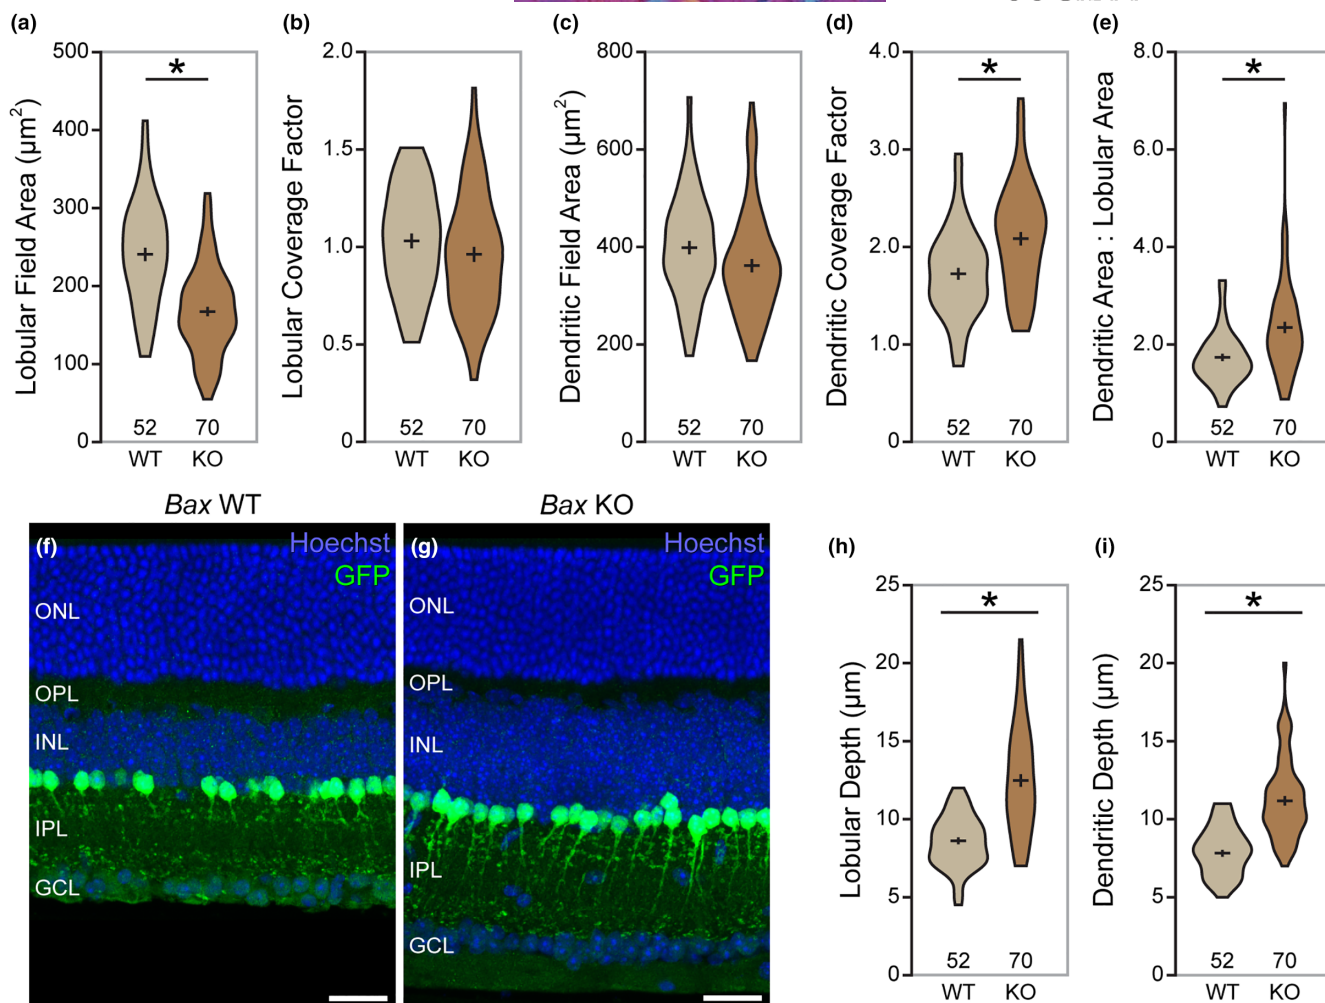 (a)
Lobular Field Area (µm²)
500
400
300
200
100
0
*
52 70
WT KO
(b)
Lobular Coverage Factor
2.0
1.5
1.0
0.5
0
52 70
WT KO
(c)
Dendritic Field Area (µm²)
800
600
400
200
0
52 70
WT KO
(d)
Dendritic Coverage Factor
4.0
3.0
2.0
1.0
0
*
52 70
WT KO
(e)
Dendritic Area : Lobular Area
8.0
6.0
4.0
2.0
0
*
52 70
WT KO
Bax WT
(f)
Hoechst
GFP
ONL
OPL
INL
IPL
GCL
Bax KO
(g)
Hoechst
GFP
ONL
OPL
INL
IPL
GCL
(h)
Lobular Depth (µm)
25
20
15
10
5
0
*
52 70
WT KO
(i)
Dendritic Depth (µm)
25
20
15
10
5
0
*
52 70
WT KO